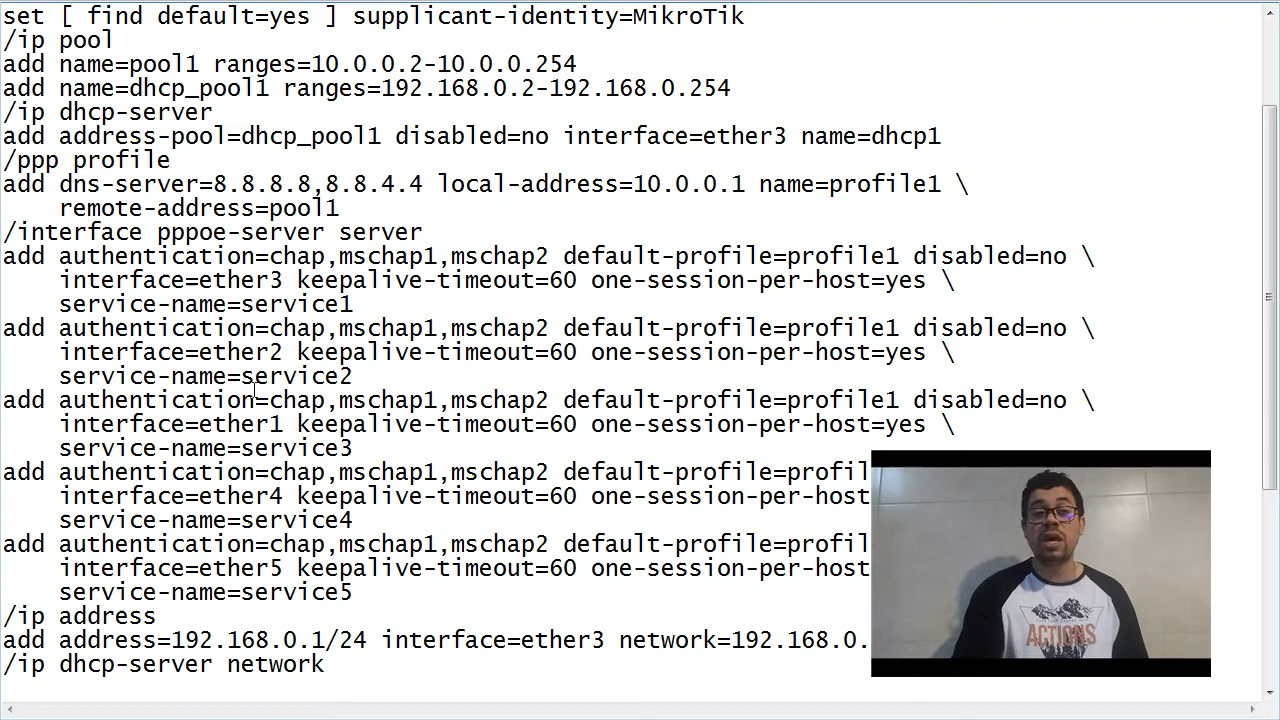 set [ find default=yes ] supplicant-identity=MikroTik
/ip pool
add name=pool1 ranges=10.0.0.2-10.0.0.254
add name=dhcp_pool1 ranges=192.168.0.2-192.168.0.254
/ip dhcp-server
add address-pool=dhcp_pool1 disabled=no interface=ether3 name=dhcp1
/ppp profile
add dns-server=8.8.8.8,8.8.4.4 local-address=10.0.0.1 name=profile1 \
    remote-address=pool1
/interface pppoe-server server
add authentication=chap,mschap1,mschap2 default-profile=profile1 disabled=no \
    interface=ether3 keepalive-timeout=60 one-session-per-host=yes \
    service-name=service1
add authentication=chap,mschap1,mschap2 default-profile=profile1 disabled=no \
    interface=ether2 keepalive-timeout=60 one-session-per-host=yes \
    service-name=service2
add authentication=chap,mschap1,mschap2 default-profile=profile1 disabled=no \
    interface=ether1 keepalive-timeout=60 one-session-per-host=yes \
    service-name=service3
add authentication=chap,mschap1,mschap2 default-profile=profil
    interface=ether4 keepalive-timeout=60 one-session-per-host
    service-name=service4
add authentication=chap,mschap1,mschap2 default-profile=profil
    interface=ether5 keepalive-timeout=60 one-session-per-host
    service-name=service5
/ip address
add address=192.168.0.1/24 interface=ether3 network=192.168.0.
/ip dhcp-server network
ACTIONS